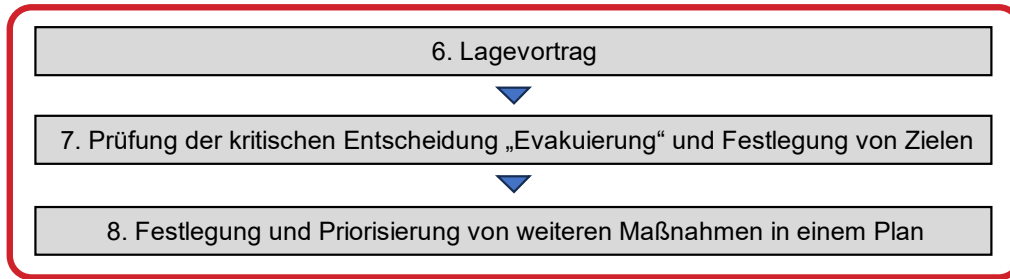 6. Lagevortrag
7. Prüfung der kritischen Entscheidung „Evakuierung“ und Festlegung von Zielen
8. Festlegung und Priorisierung von weiteren Maßnahmen in einem Plan